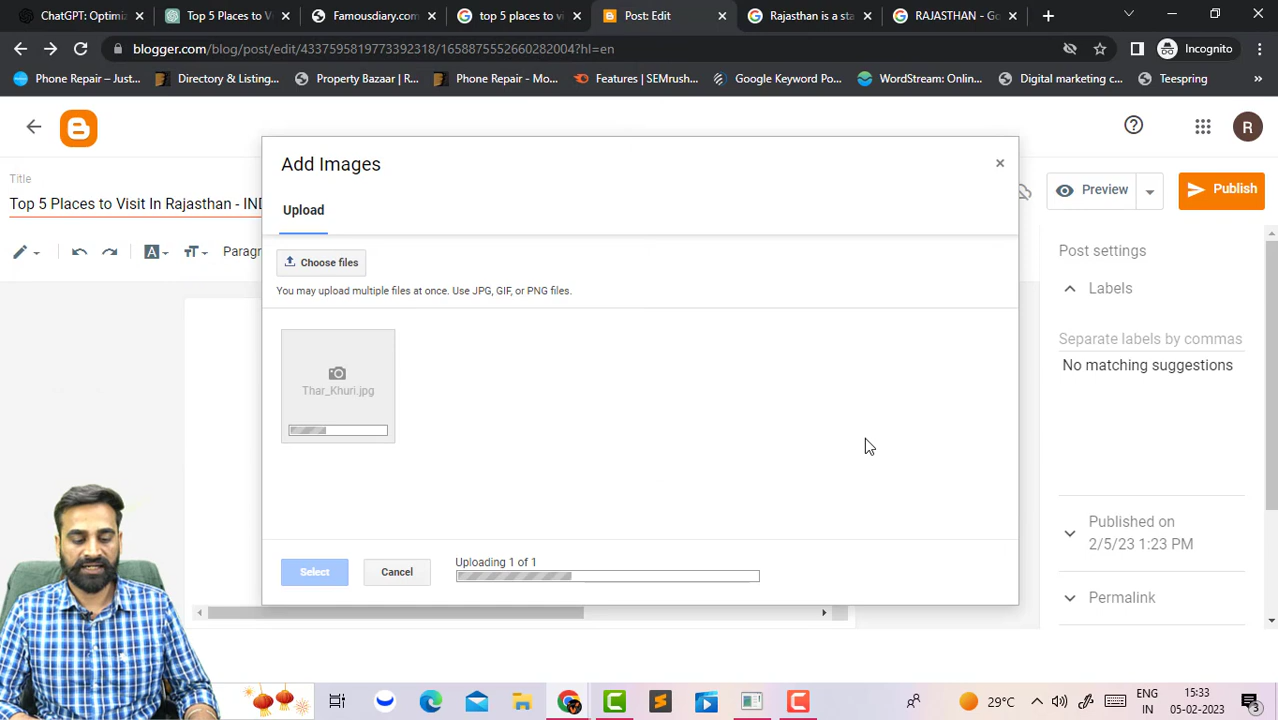 ChatGPT: Optimi
Top 5 Places to V
Famousdiary.com
top 5 places to vi
Post: Edit
Rajasthan is a sta
RAJASTHAN - Go
blogger.com/blog/post/edit/4337595819773392318/1658875552660282004?hl=en
Incognito
Phone Repair – Just...
Directory & Listing...
Property Bazaar | R...
Phone Repair - Mo...
Features | SEMrush...
Google Keyword Po...
WordStream: Onlin...
Digital marketing c...
Teespring
R
Add Images
Title
Top 5 Places to Visit In Rajasthan - IND
Preview
Publish
Upload
Paragr
Post settings
Choose files
You may upload multiple files at once. Use JPG, GIF, or PNG files.
Labels
Separate labels by commas
No matching suggestions
Thar_Khuri.jpg
Published on
2/5/23 1:23 PM
Select
Cancel
Uploading 1 of 1
Permalink
29°C
ENG
IN
15:33
05-02-2023
3